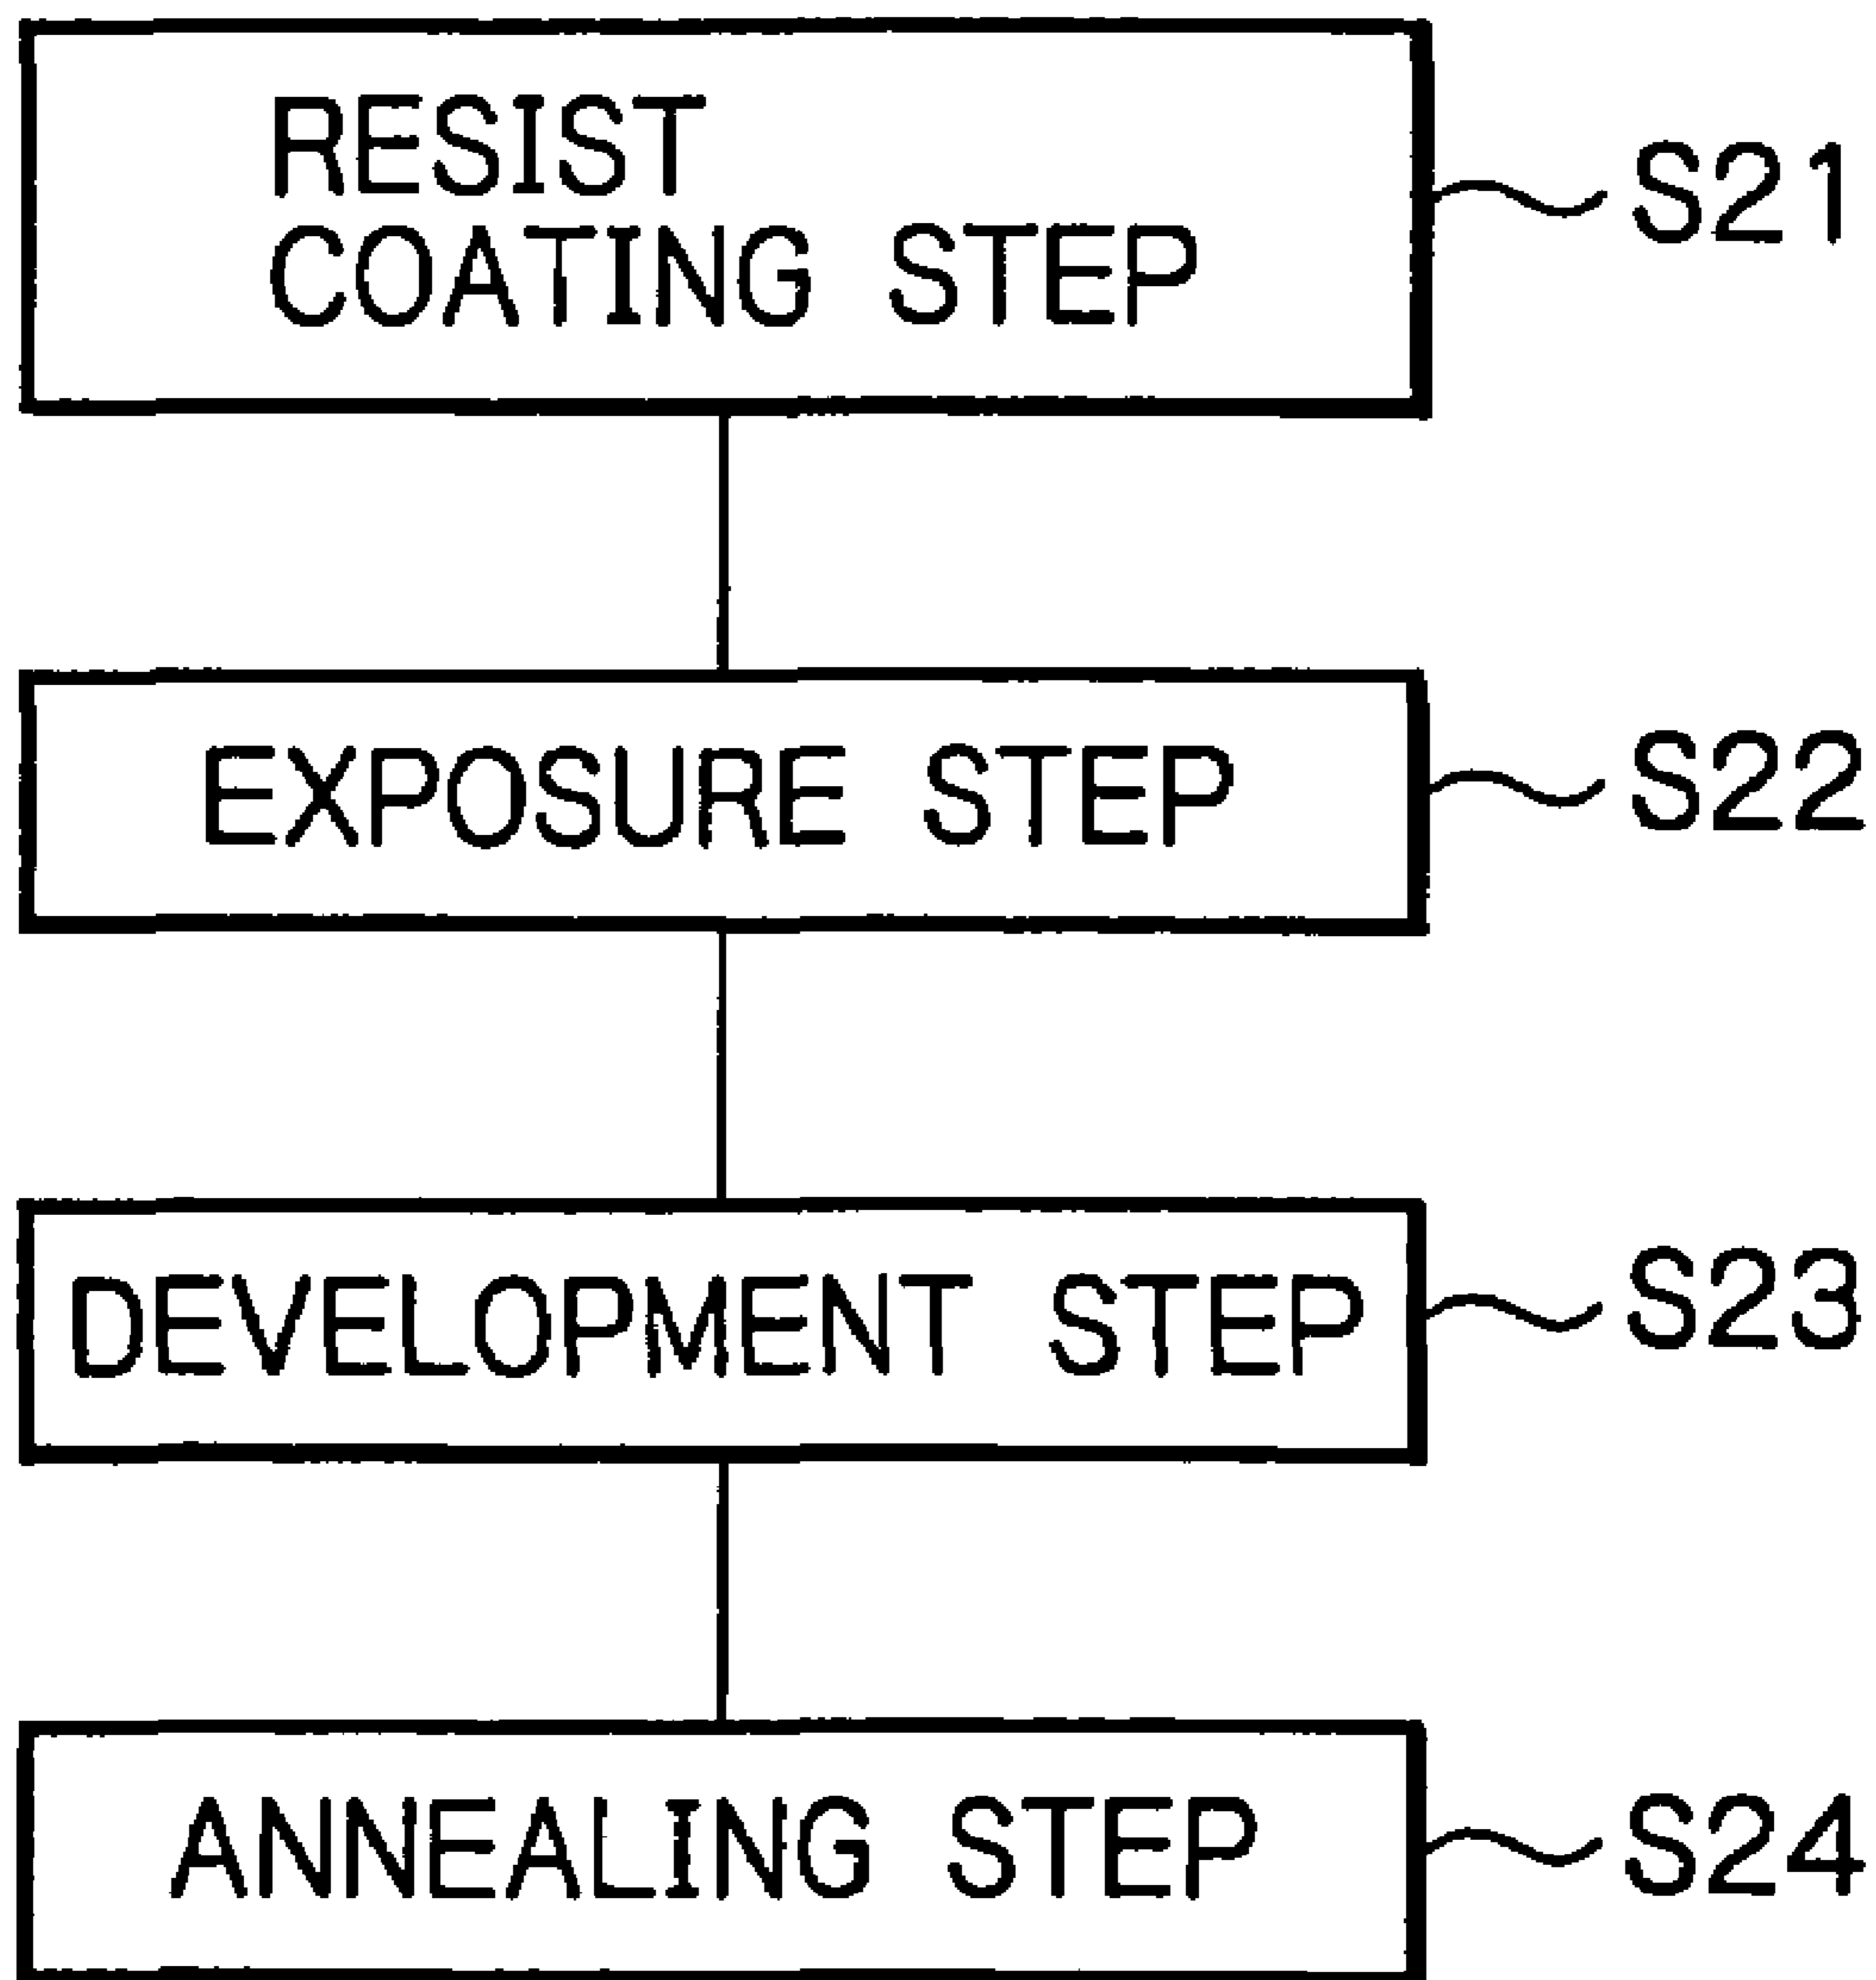 RESIST
COATING STEP
S21
EXPOSURE STEP
S22
DEVELOPMENT STEP
S23
ANNEALING STEP
S24